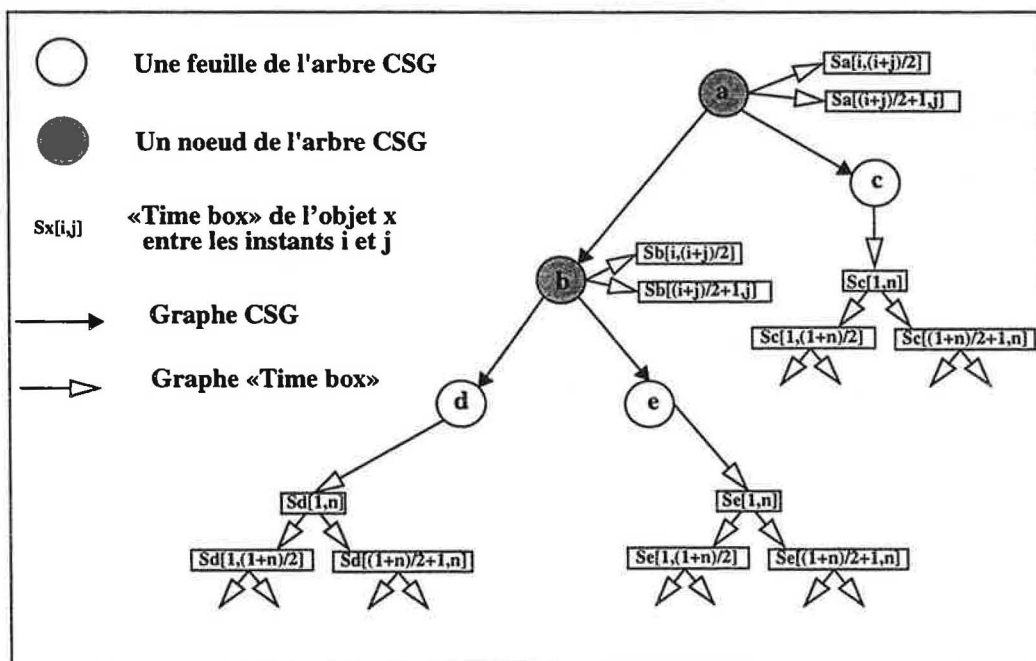 Une feuille de l'arbre CSG
Un noeud de l'arbre CSG
Sx[i,j]
«Time box» de l'objet x
entre les instants i et j
Graphe CSG
Graphe «Time box»
a
Sa[i,(i+j)/2]
Sa[(i+j)/2+1,j]
c
b
Sb[i,(i+j)/2]
Sb[(i+j)/2+1,j]
Sc[1,n]
Sc[1,(1+n)/2]
Sc[(1+n)/2+1,n]
d
e
Sd[1,n]
Sd[1,(1+n)/2]
Sd[(1+n)/2+1,n]
Se[1,n]
Se[1,(1+n)/2]
Se[(1+n)/2+1,n]